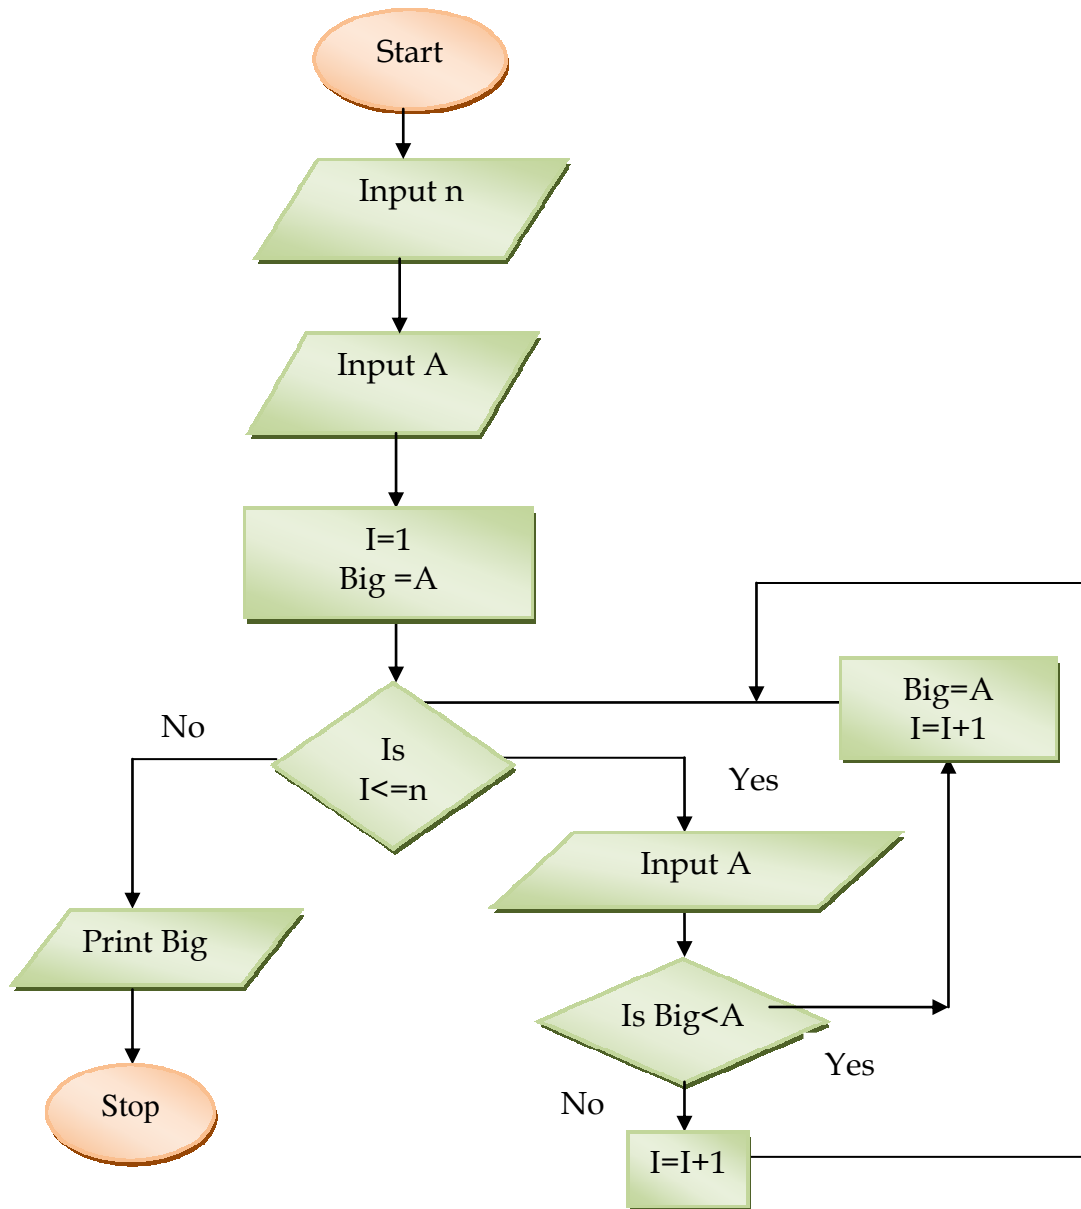 Start
Input n
Input A
I=1
Big =A
Big=A
I=I+1
No
Is
I<=n
Yes
Input A
Print Big
Is Big<A
Yes
No
Stop
I=I+1